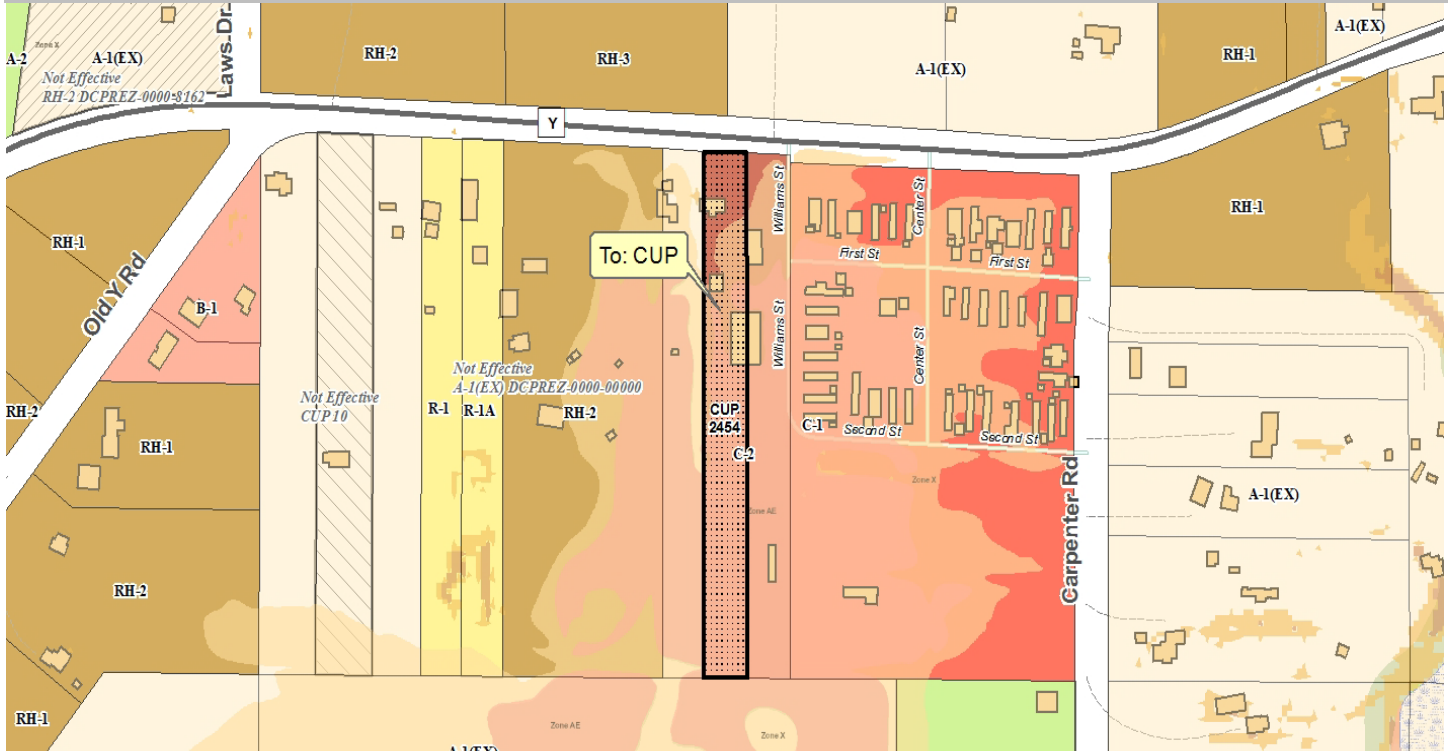 A-2
Zone X
A-1(EX)
Not Effective
RH-2 DCPREZ-0000-8162
Laws Dr
RH-2
RH-3
A-1(EX)
RH-1
A-1(EX)
Y
RH-1
Old Y Rd
B-1
To: CUP
Williams St
Center St
First St
First St
RH-1
Not Effective
CUP 10
Not Effective
A-1(EX) DCPREZ-0000-00000
R-1
R-1A
RH-2
CUP
2454
C-2
Williams St
Center St
C-1
Second St
Second St
RH-2
RH-1
Zone X
Zone AE
Carpenter Rd
A-1(EX)
RH-2
RH-1
Zone AE
Zone X
A-1(EX)